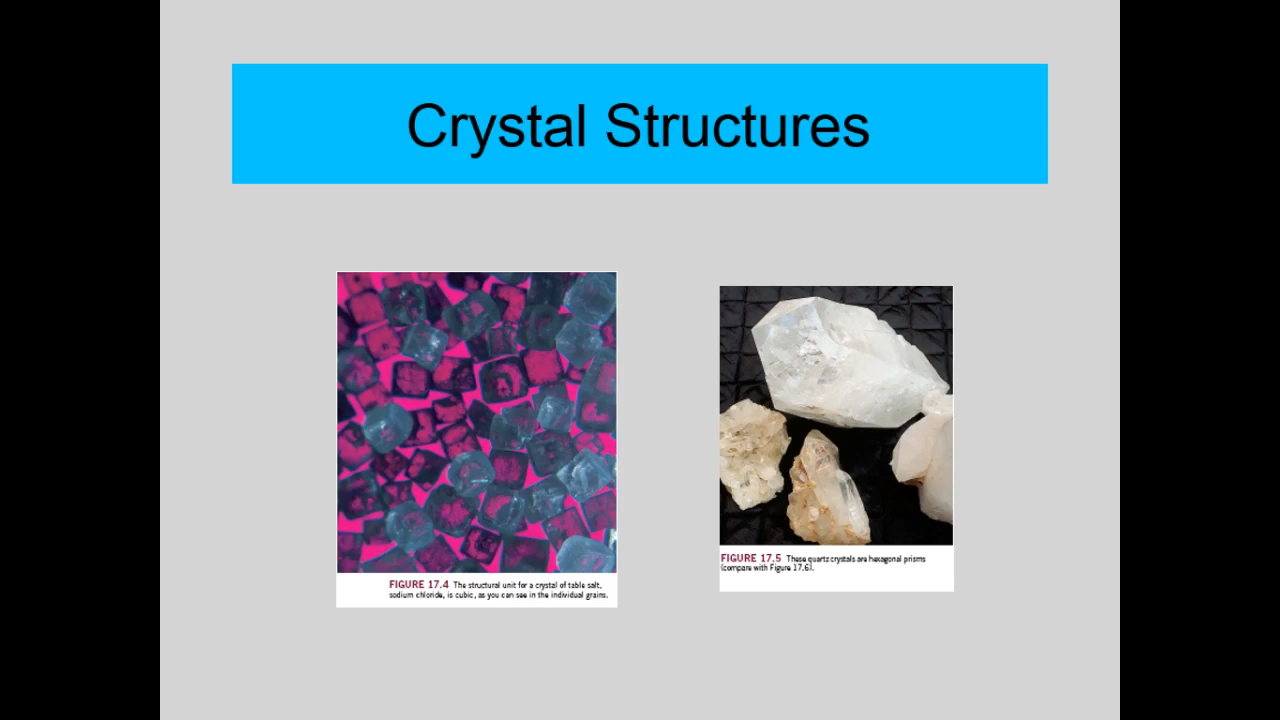 Crystal Structures
FIGURE 17.4 The structural unit for a crystal of table salt,
sodium chloride, is cubic, as you can see in the individual grains.
FIGURE 17.5 These quartz crystals are hexagonal prisms
(compare with Figure 17.6).